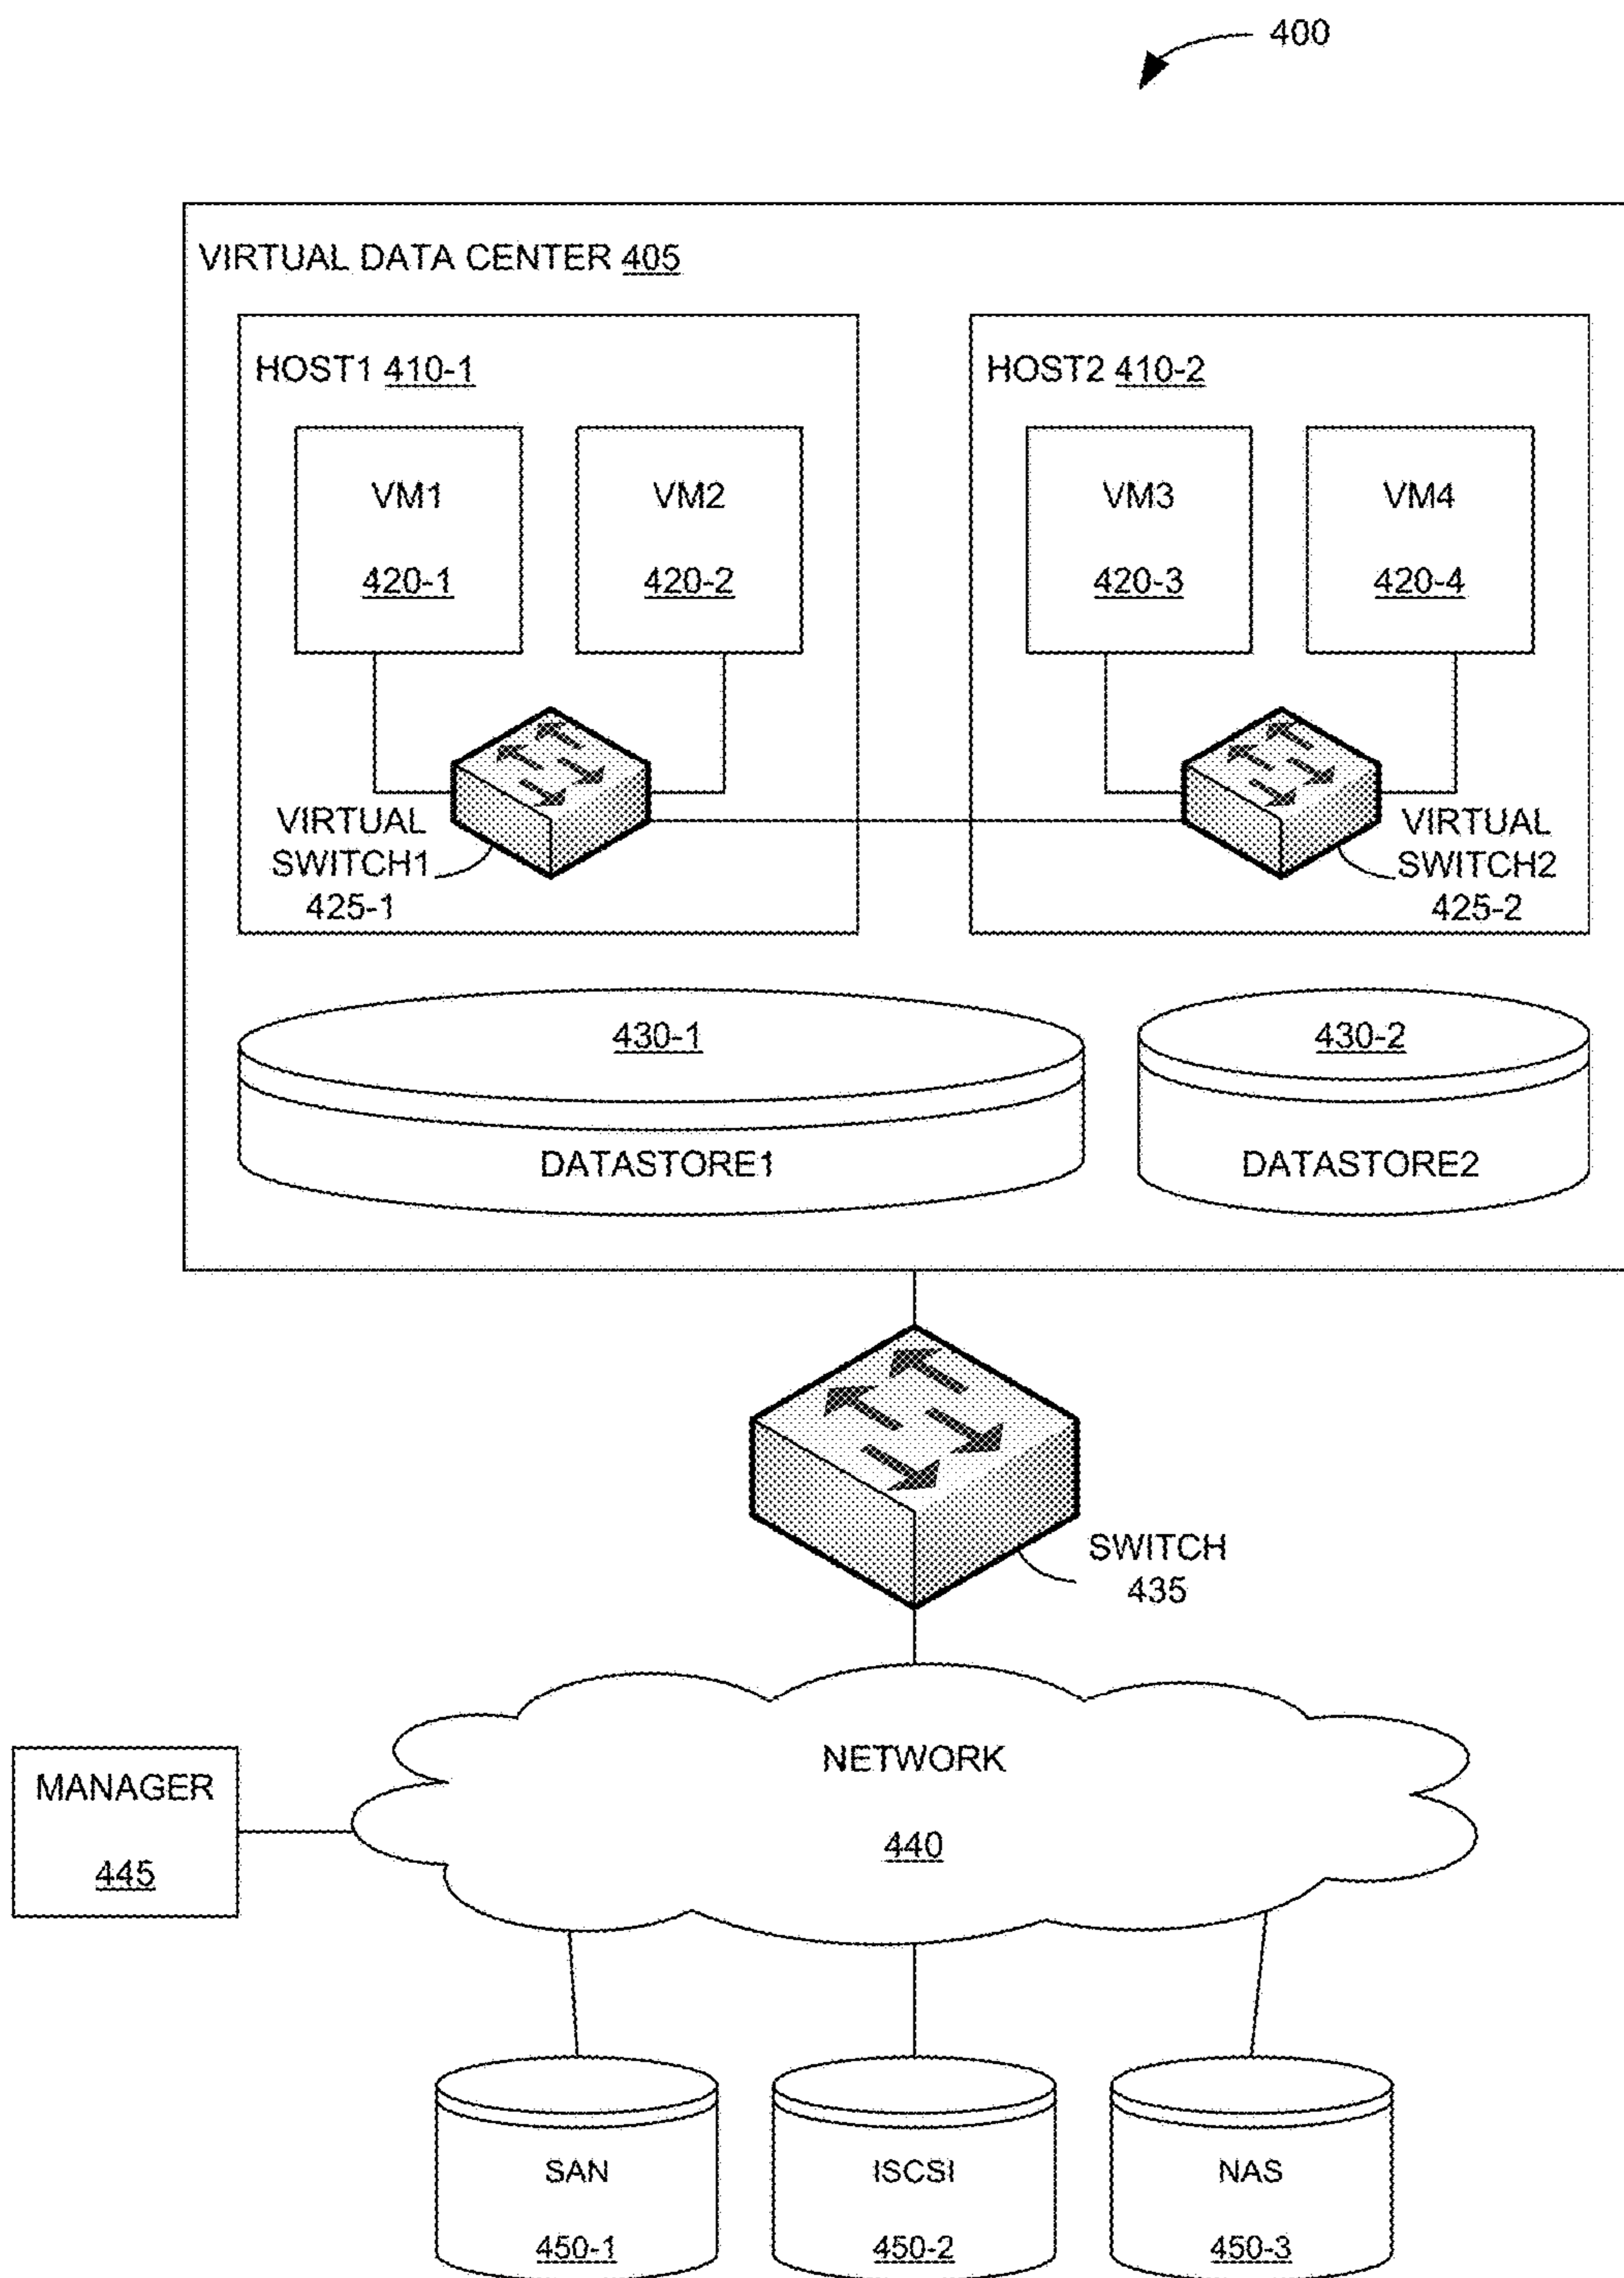 400
VIRTUAL DATA CENTER 405
HOST1 410-1
HOST2 410-2
VM1
420-1
VM2
420-2
VM3
420-3
VM4
420-4
VIRTUAL
SWITCH1
425-1
VIRTUAL
SWITCH2
425-2
430-1
DATASTORE1
430-2
DATASTORE2
SWITCH
435
NETWORK
440
MANAGER
445
SAN
450-1
ISCSI
450-2
NAS
450-3